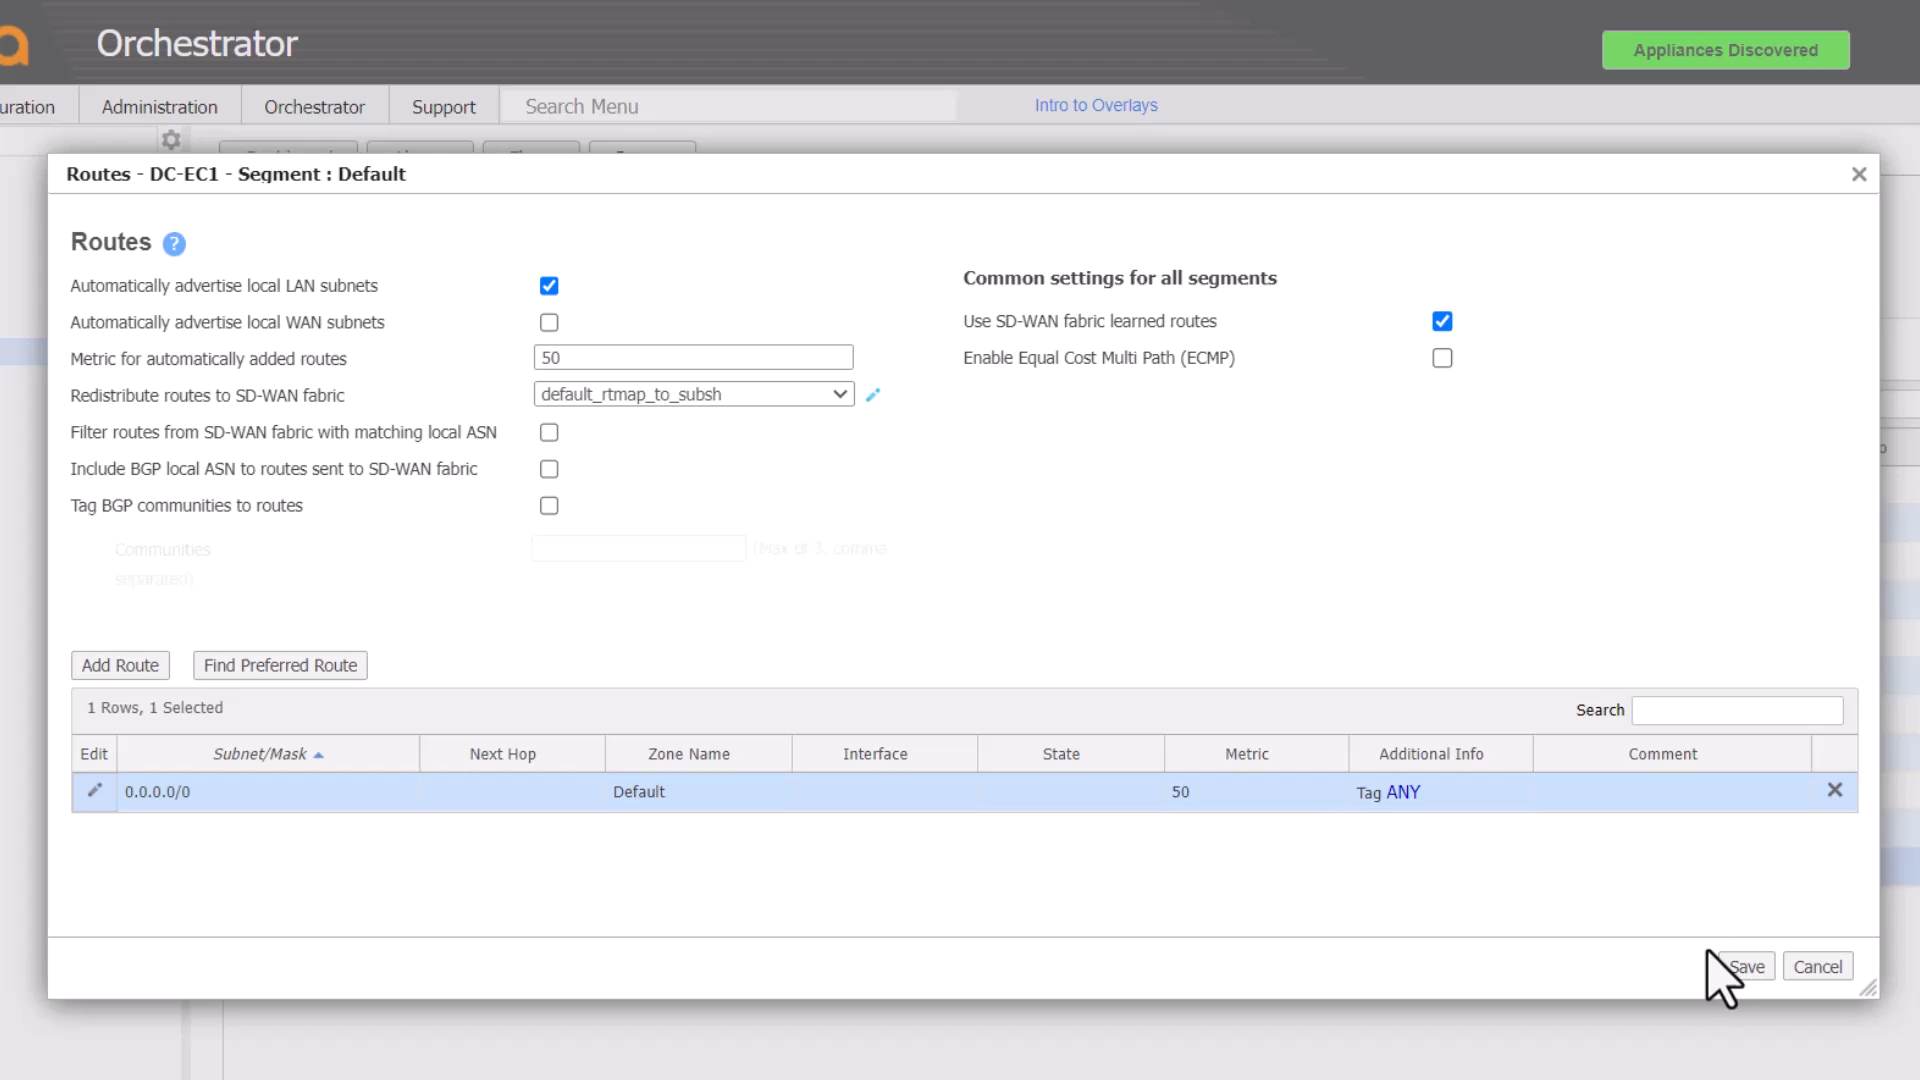 Orchestrator
Appliances Discovered
uration
Administration
Orchestrator
Support
Search Menu
Intro to Overlays
Routes - DC-EC1 - Segment : Default
Routes ?
Automatically advertise local LAN subnets
Automatically advertise local WAN subnets
Metric for automatically added routes 50
Redistribute routes to SD-WAN fabric default_rtmap_to_subsh
Filter routes from SD-WAN fabric with matching local ASN
Include BGP local ASN to routes sent to SD-WAN fabric
Tag BGP communities to routes
Communities (Max of 3, comma
separated)
Common settings for all segments
Use SD-WAN fabric learned routes
Enable Equal Cost Multi Path (ECMP)
Add Route Find Preferred Route
1 Rows, 1 Selected Search
Edit Subnet/Mask Next Hop Zone Name Interface State Metric Additional Info Comment
0.0.0.0/0 Default 50 Tag ANY
Save Cancel